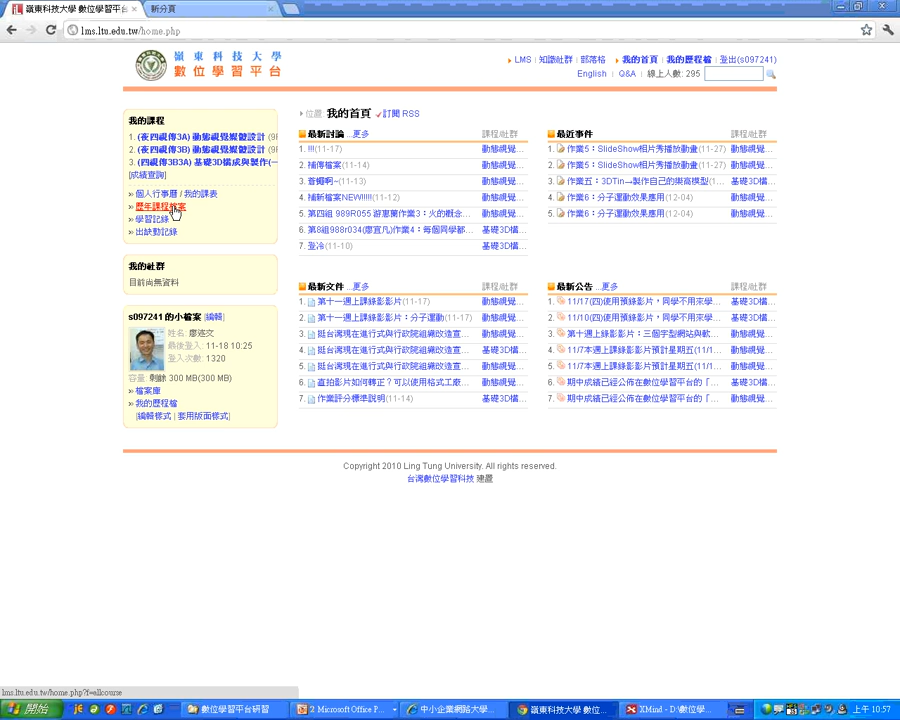 嶺東科技大學 數位學習平台
新分頁
lms.ltu.edu.tw/home.php
嶺東科技大學
數位學習平台
LMS | 知識社群 | 部落格 我的首頁 | 我的歷程檔 | 登出(s097241)
English | Q&A | 線上人數: 295
我的課程
1. (夜四視傳3A) 動態視覺媒體設計 (98
2. (夜四視傳3B) 動態視覺媒體設計 (98
3. (四視傳3B3A) 基礎3D構成與製作(一
[成績查詢]
» 個人行事曆 / 我的課表
» 歷年課程檔案
» 學習記錄
» 出缺勤記錄
我的社群
目前尚無資料
s097241 的小檔案 [編輯]
姓名:
最後登入: 11-18 10:25
登入次數: 1320
容量: 剩餘 300 MB(300 MB)
» 檔案庫
» 我的歷程檔
[編輯樣式 | 套用版面樣式]
位置 我的首頁 訂閱 RSS
最新討論 ...更多 課程/社群
1. !!!(11-17) 動態視覺...
2. 補傳檔案(11-14) 動態視覺...
3. (11-13) 動態視覺...
4. 補新檔案NEW!!!!!(11-12) 動態視覺...
5. 第四組 989R055 游惠蘭作業3：火的概念... 動態視覺...
6. 第8組988r034(廖宜凡)作業4：每個同學都... 基礎3D構...
7. 登冷(11-10) 基礎3D構...
最近事件 課程/社群
1. 作業5：SlideShow相片秀播放動畫(11-27) 動態視覺...
2. 作業5：SlideShow相片秀播放動畫(11-27) 動態視覺...
3. 作業五：3DTin→製作自己的樂高模型(1... 基礎3D構...
4. 作業6：分子運動效果應用(12-04) 動態視覺...
5. 作業6：分子運動效果應用(12-04) 動態視覺...
最新文件 ...更多 課程/社群
1. 第十一週上課錄影影片(11-17) 動態視覺...
2. 第十一週上課錄影影片：分子運動(11-17) 動態視覺...
3. 挺台灣現在進行式與行政院組織改造宣... 動態視覺...
4. 挺台灣現在進行式與行政院組織改造宣... 基礎3D構...
5. 挺台灣現在進行式與行政院組織改造宣... 動態視覺...
6. 直拍影片如何轉正？可以使用格式工廠... 動態視覺...
7. 作業評分標準說明(11-14) 基礎3D構...
最新公告 ...更多 課程/社群
1. 11/17(四)使用預錄影片，同學不用來學... 基礎3D構...
2. 11/10(四)使用預錄影片，同學不用來學... 基礎3D構...
3. 第十週上錄影影片：三個宇型網站與軟... 動態視覺...
4. 11/7本週上課錄影片預計星期五(11/1... 動態視覺...
5. 11/7本週上課錄影片預計星期五(11/1... 動態視覺...
6. 期中成績已經公佈在數位學習平台的「... 基礎3D構...
7. 期中成績已經公佈在數位學習平台的「... 動態視覺...
Copyright 2010 Ling Tung University. All rights reserved.
台灣數位學習科技 建置
lms.ltu.edu.tw/home.php?f=allcourse
開始 數位學習平台研習 2 Microsoft Office P... 中小企業網路大學... 嶺東科技大學 數位... XMind - D:\數位學... 上午 10:57